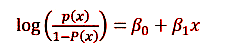 log(p(x)/1−P(x)) = β₀ + β₁x